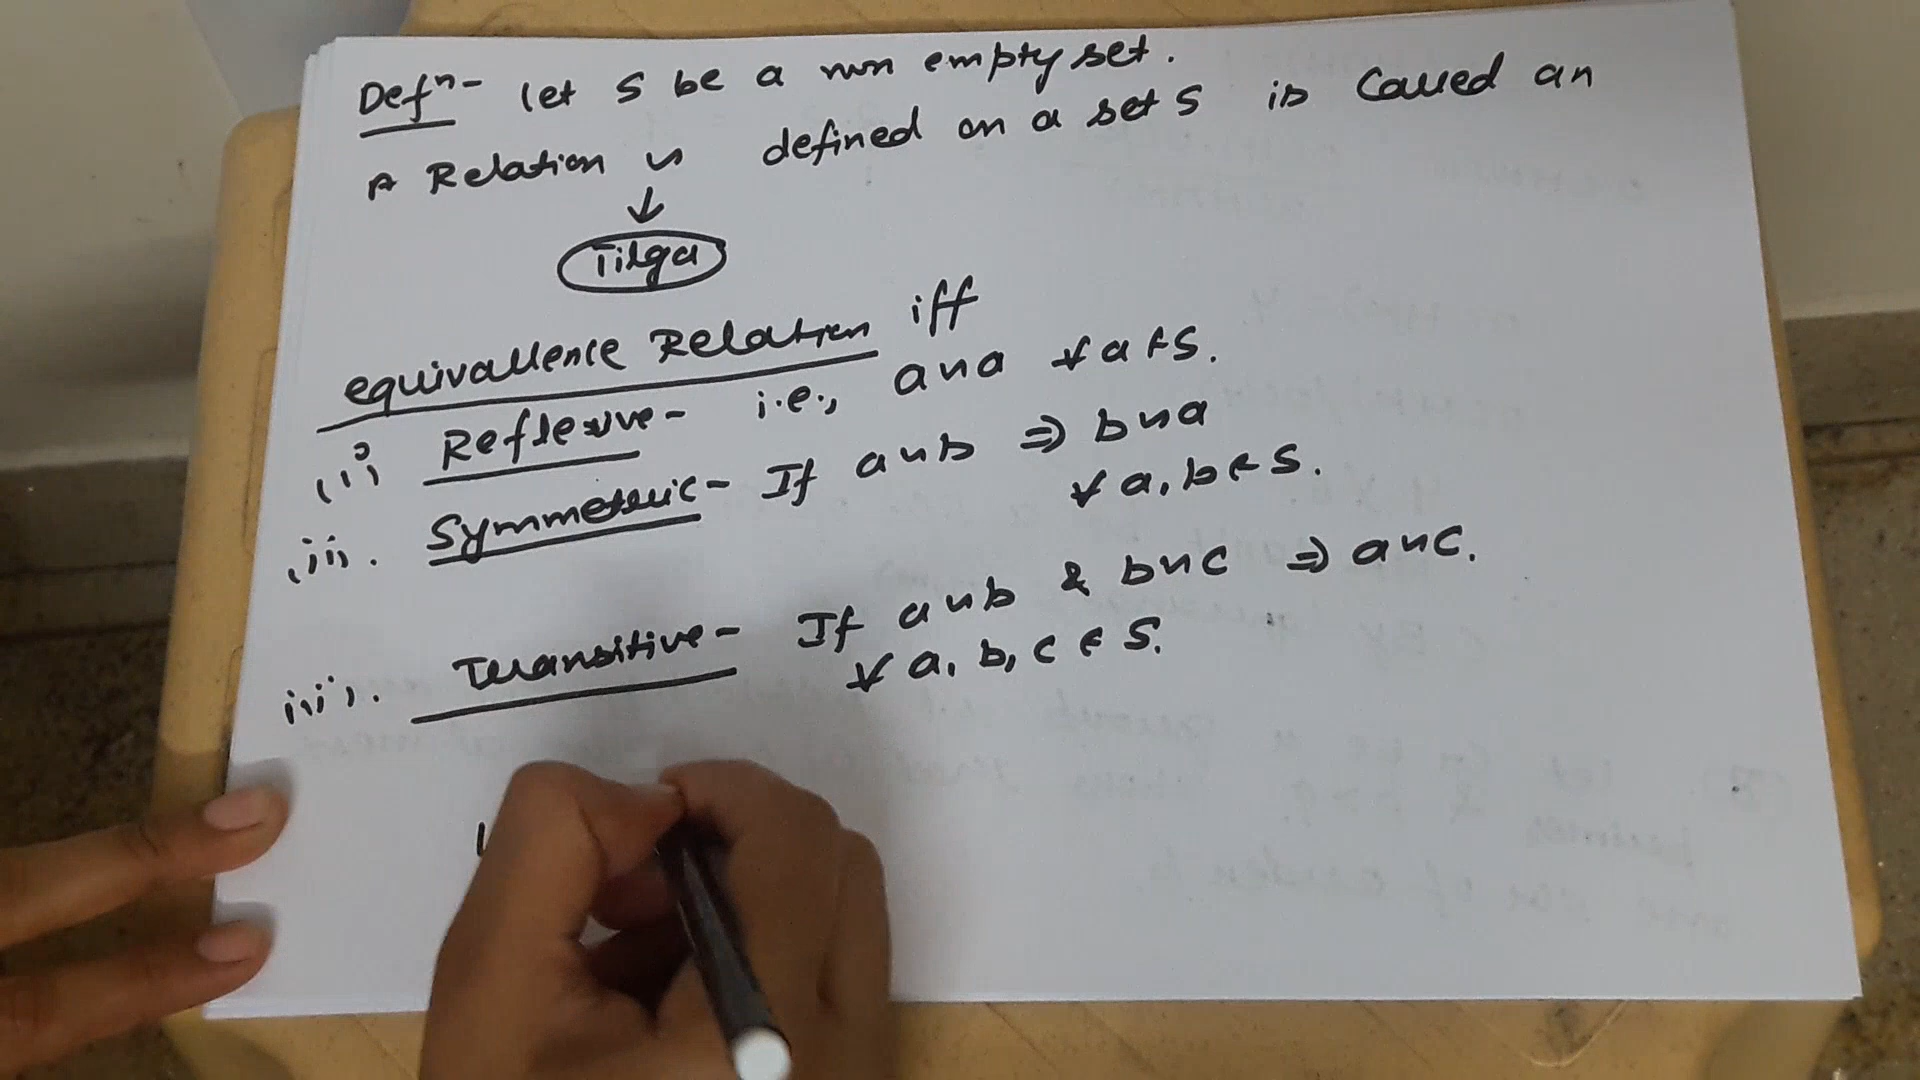 Defⁿ- let S be a non empty set.
A Relation ~ defined on a set S is called an
↓
Tilga
equivallence Relation iff
(i) Reflexive- i.e., a~a ∀ a∈S.
(ii). Symmetric- If a~b ⇒ b~a
∀ a, b ∈ S.
iii). Transitive- If a~b & b~c ⇒ a~c.
∀ a, b, c ∈ S.